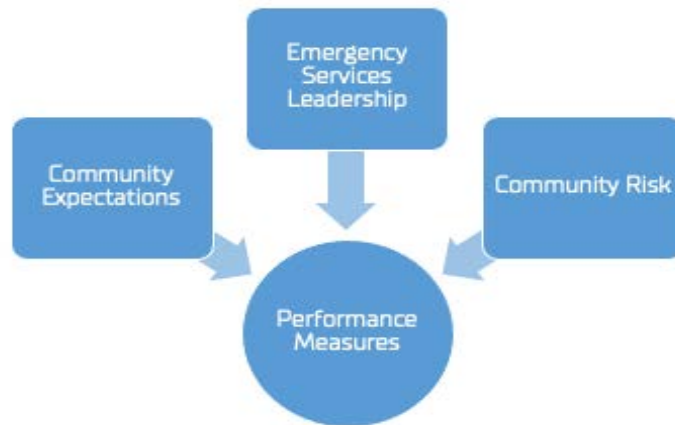 Emergency
Services
Leadership
Community
Expectations
Community Risk
Performance
Measures